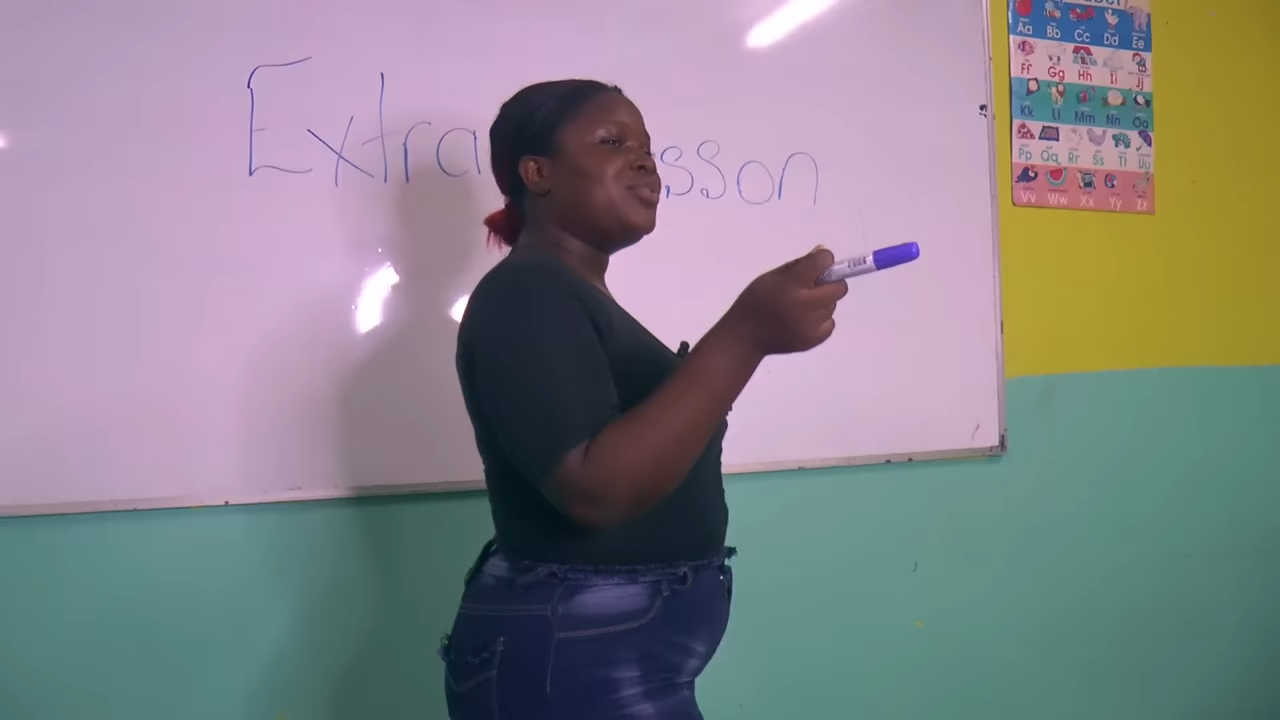 Extra sson
Aa Bb Cc Dd Ee
Ff Gg Hh Ii Jj
Kk Ll Mm Nn Oo
Pp Qq Rr Ss Tt Uu
Vv Ww Xx Yy Zz